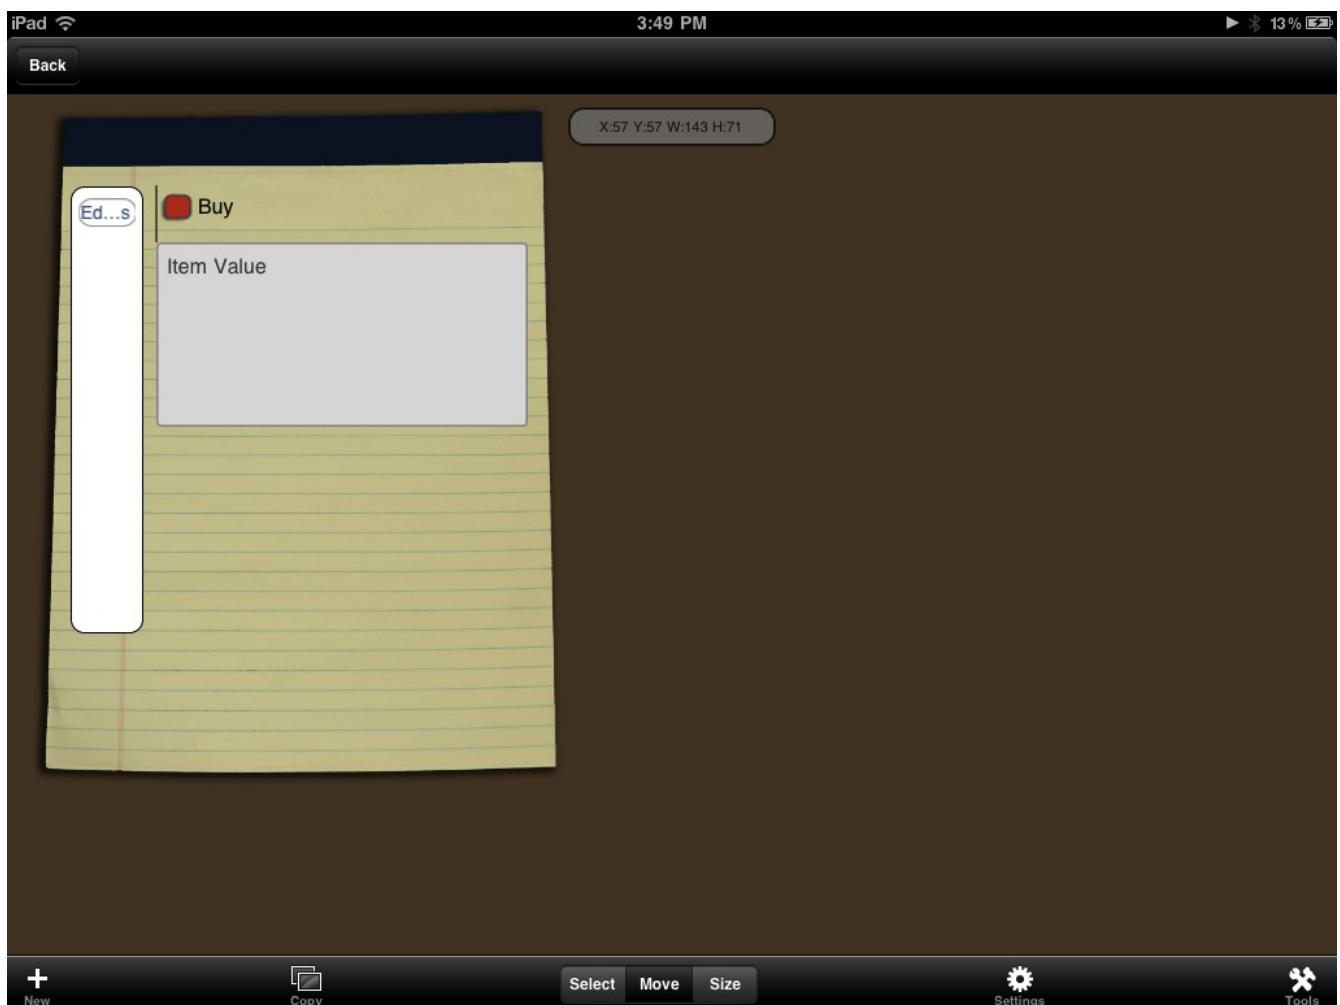 iPad 3:49 PM 13%
Back
X:57 Y:57 W:143 H:71
Ed...s
Buy
Item Value
New Copy Select Move Size Settings Tools